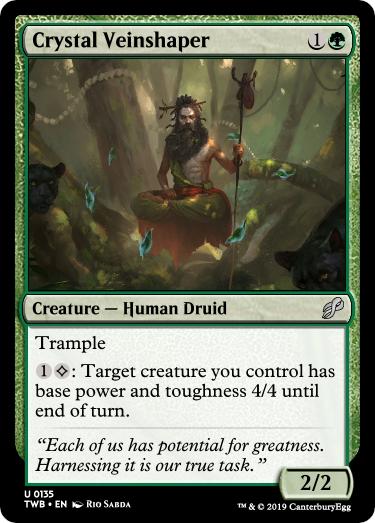 Crystal Veinshaper 1
Creature — Human Druid
Trample
1 : Target creature you control has
base power and toughness 4/4 until
end of turn.
“Each of us has potential for greatness.
Harnessing it is our true task.”
2/2
U 0135
TWB • EN Rio Sabda
™ & © 2019 CanterburyEgg